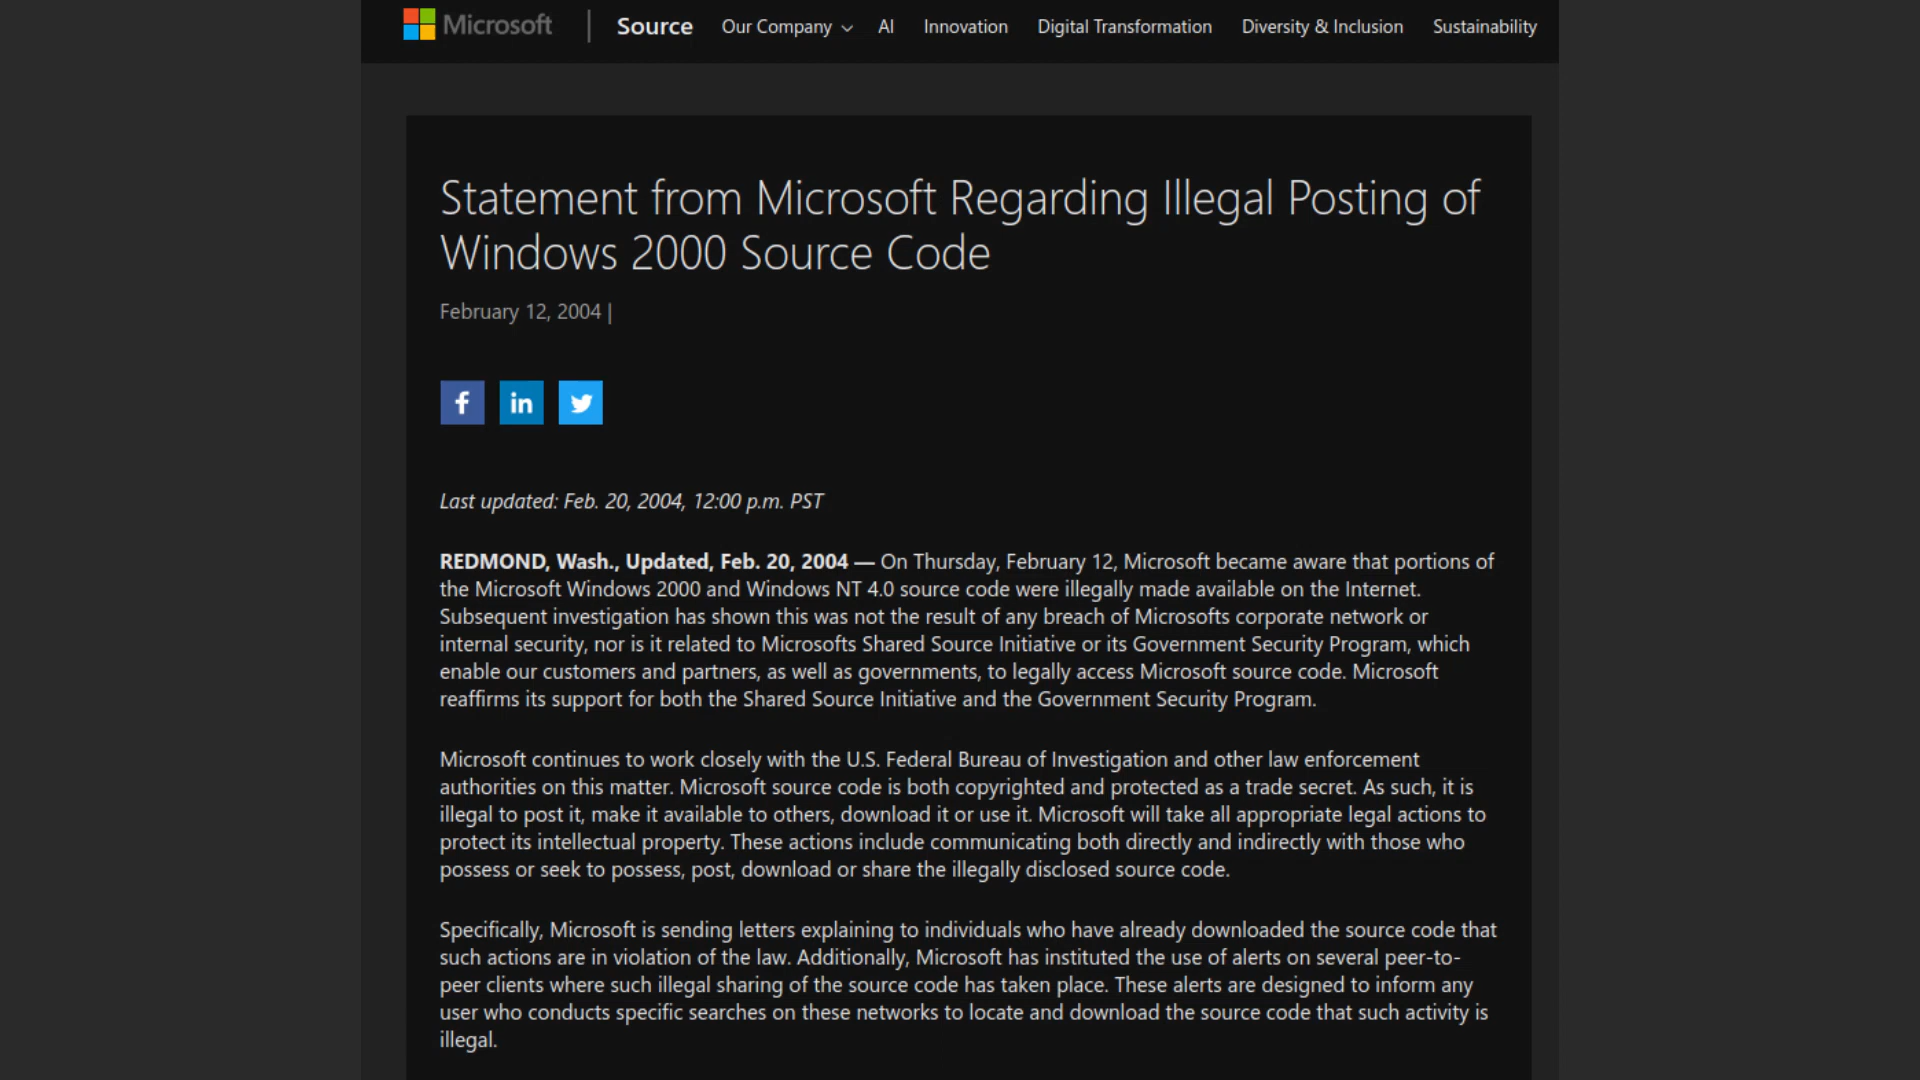 Microsoft | Source Our Company AI Innovation Digital Transformation Diversity & Inclusion Sustainability
Statement from Microsoft Regarding Illegal Posting of
Windows 2000 Source Code
February 12, 2004 |
f in
Last updated: Feb. 20, 2004, 12:00 p.m. PST
REDMOND, Wash., Updated, Feb. 20, 2004 — On Thursday, February 12, Microsoft became aware that portions of
the Microsoft Windows 2000 and Windows NT 4.0 source code were illegally made available on the Internet.
Subsequent investigation has shown this was not the result of any breach of Microsofts corporate network or
internal security, nor is it related to Microsofts Shared Source Initiative or its Government Security Program, which
enable our customers and partners, as well as governments, to legally access Microsoft source code. Microsoft
reaffirms its support for both the Shared Source Initiative and the Government Security Program.
Microsoft continues to work closely with the U.S. Federal Bureau of Investigation and other law enforcement
authorities on this matter. Microsoft source code is both copyrighted and protected as a trade secret. As such, it is
illegal to post it, make it available to others, download it or use it. Microsoft will take all appropriate legal actions to
protect its intellectual property. These actions include communicating both directly and indirectly with those who
possess or seek to possess, post, download or share the illegally disclosed source code.
Specifically, Microsoft is sending letters explaining to individuals who have already downloaded the source code that
such actions are in violation of the law. Additionally, Microsoft has instituted the use of alerts on several peer-to-
peer clients where such illegal sharing of the source code has taken place. These alerts are designed to inform any
user who conducts specific searches on these networks to locate and download the source code that such activity is
illegal.